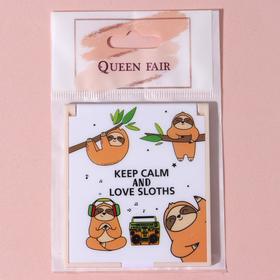 QUEEN FAIR
KEEP CALM
AND
LOVE SLOTHS